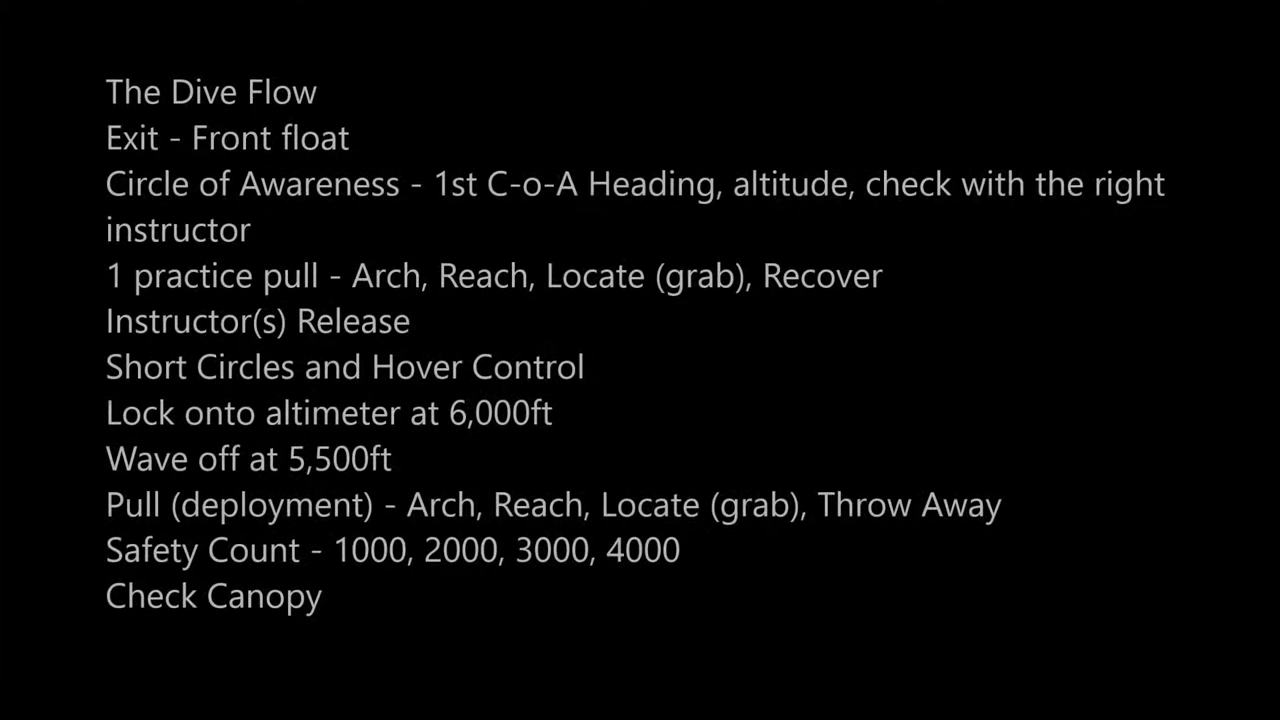 The Dive Flow
Exit - Front float
Circle of Awareness - 1st C-o-A Heading, altitude, check with the right
instructor
1 practice pull - Arch, Reach, Locate (grab), Recover
Instructor(s) Release
Short Circles and Hover Control
Lock onto altimeter at 6,000ft
Wave off at 5,500ft
Pull (deployment) - Arch, Reach, Locate (grab), Throw Away
Safety Count - 1000, 2000, 3000, 4000
Check Canopy